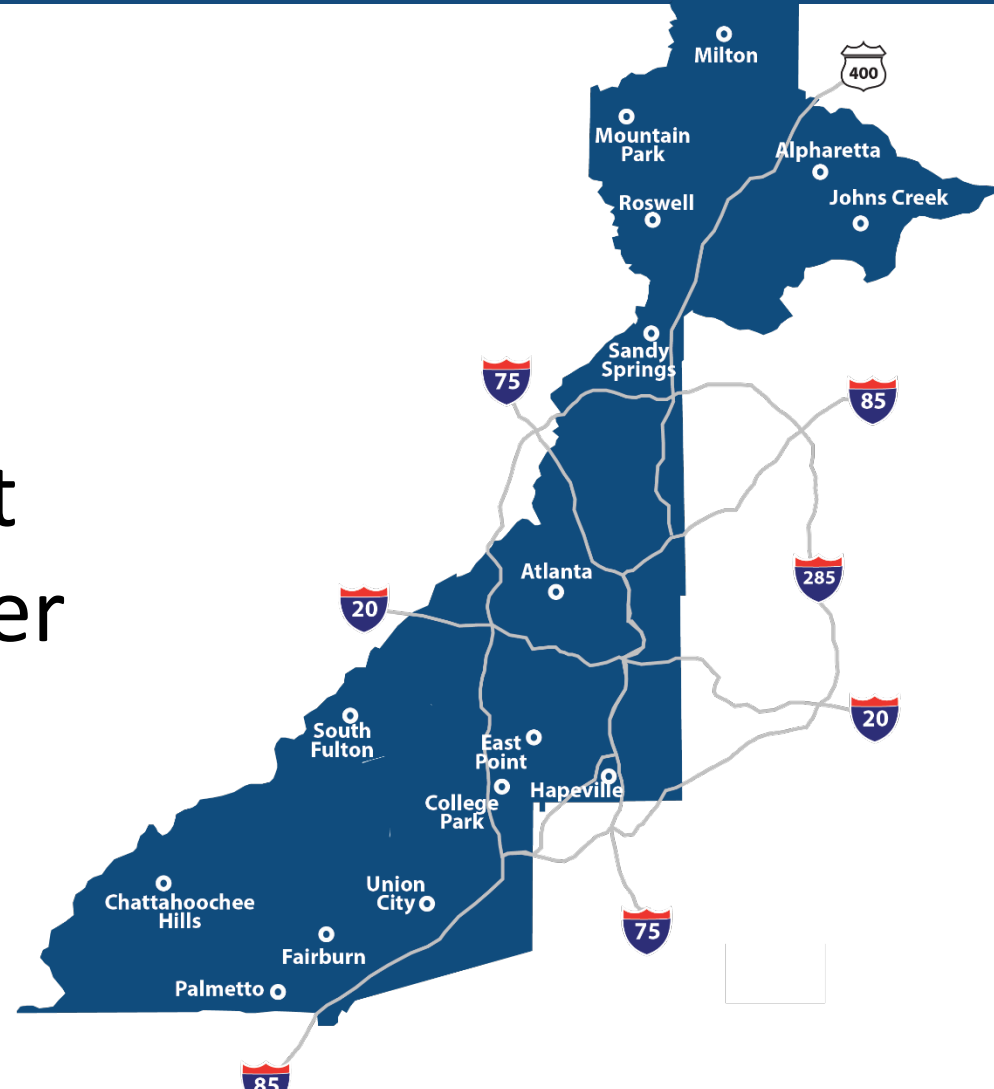 Milton
400
Mountain
Park
Alpharetta
Johns Creek
Roswell
Sandy
Springs
75
85
t
er
Atlanta
285
20
20
South
Fulton
East
Point
Hapeville
College
Park
Union
City
Chattahoochee
Hills
75
Fairburn
Palmetto
85